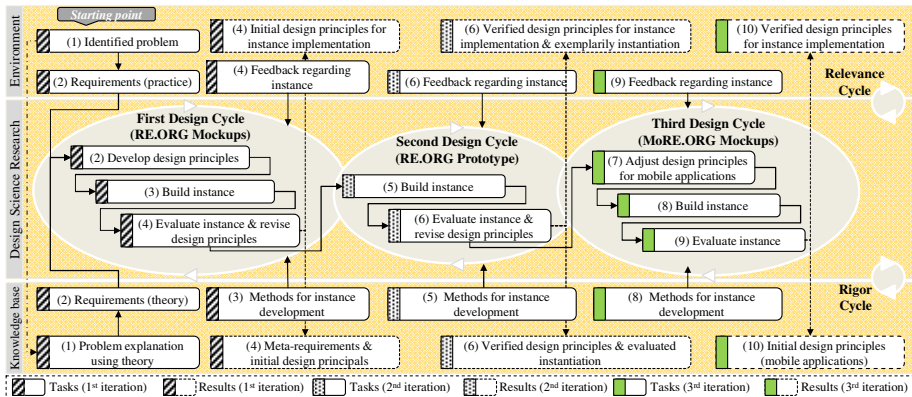 Starting point
Environment
(1) Identified problem
(2) Requirements (practice)
(4) Initial design principles for
instance implementation
(4) Feedback regarding
instance
(6) Verified design principles for instance
implementation & exemplarily instantiation
(6) Feedback regarding instance
(10) Verified design principles
for instance implementation
(9) Feedback regarding instance
Relevance
Cycle
Design Science Research
First Design Cycle
(RE.ORG Mockups)
(2) Develop design principles
(3) Build instance
(4) Evaluate instance & revise
design principles
Second Design Cycle
(RE.ORG Prototype)
(5) Build instance
(6) Evaluate instance &
revise design principles
Third Design Cycle
(MoRE.ORG Mockups)
(7) Adjust design principles
for mobile applications
(8) Build instance
(9) Evaluate instance
Rigor
Cycle
Knowledge base
(2) Requirements (theory)
(1) Problem explanation
using theory
(3) Methods for instance
development
(4) Meta-requirements &
initial design principals
(5) Methods for instance
development
(6) Verified design principles & evaluated
instantiation
(8) Methods for instance
development
(10) Initial design principles
(mobile applications)
Tasks (1st iteration)
Results (1st iteration)
Tasks (2nd iteration)
Results (2nd iteration)
Tasks (3rd iteration)
Results (3rd iteration)